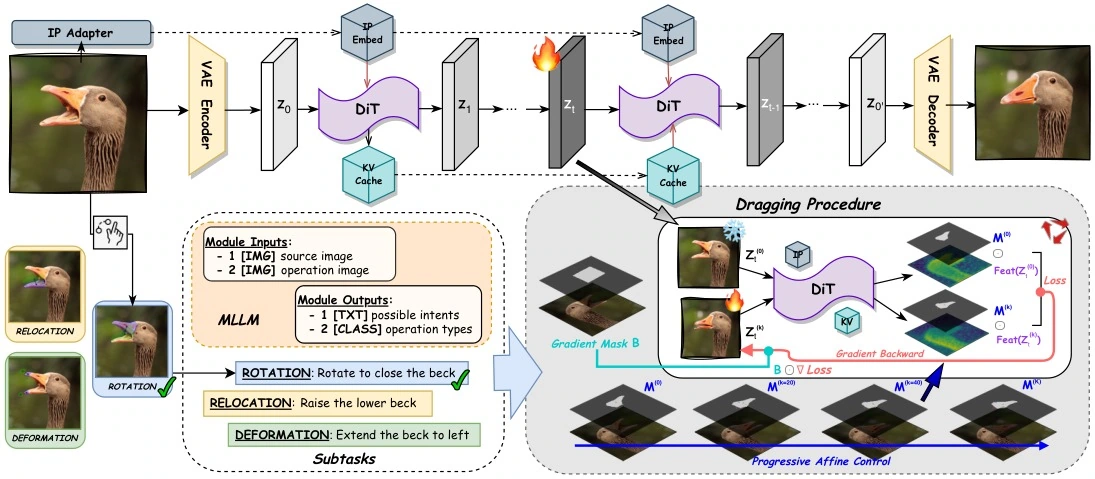 IP Adapter
IP
Embed
IP
Embed
VAE Encoder
Z0
DiT
Z1
...
Zt
DiT
Zt-1
...
Z0'
VAE Decoder
KV
Cache
KV
Cache
Dragging Procedure
Module Inputs:
- 1 [IMG] source image
- 2 [IMG] operation image
Module Outputs:
- 1 [TXT] possible intents
- 2 [CLASS] operation types
MLLM
RELOCATION
ROTATION
DEFORMATION
ROTATION: Rotate to close the beck
RELOCATION: Raise the lower beck
DEFORMATION: Extend the beck to left
Subtasks
Gradient Mask B
Zt(0)
IP
DiT
KV
Zt(k)
M(0)
Feat(Zt(0))
Loss
M(k)
Feat(Zt(k))
Gradient Backward
B ⊙ ∇ Loss
M(0)
M(k=20)
M(k=40)
M(K)
Progressive Affine Control